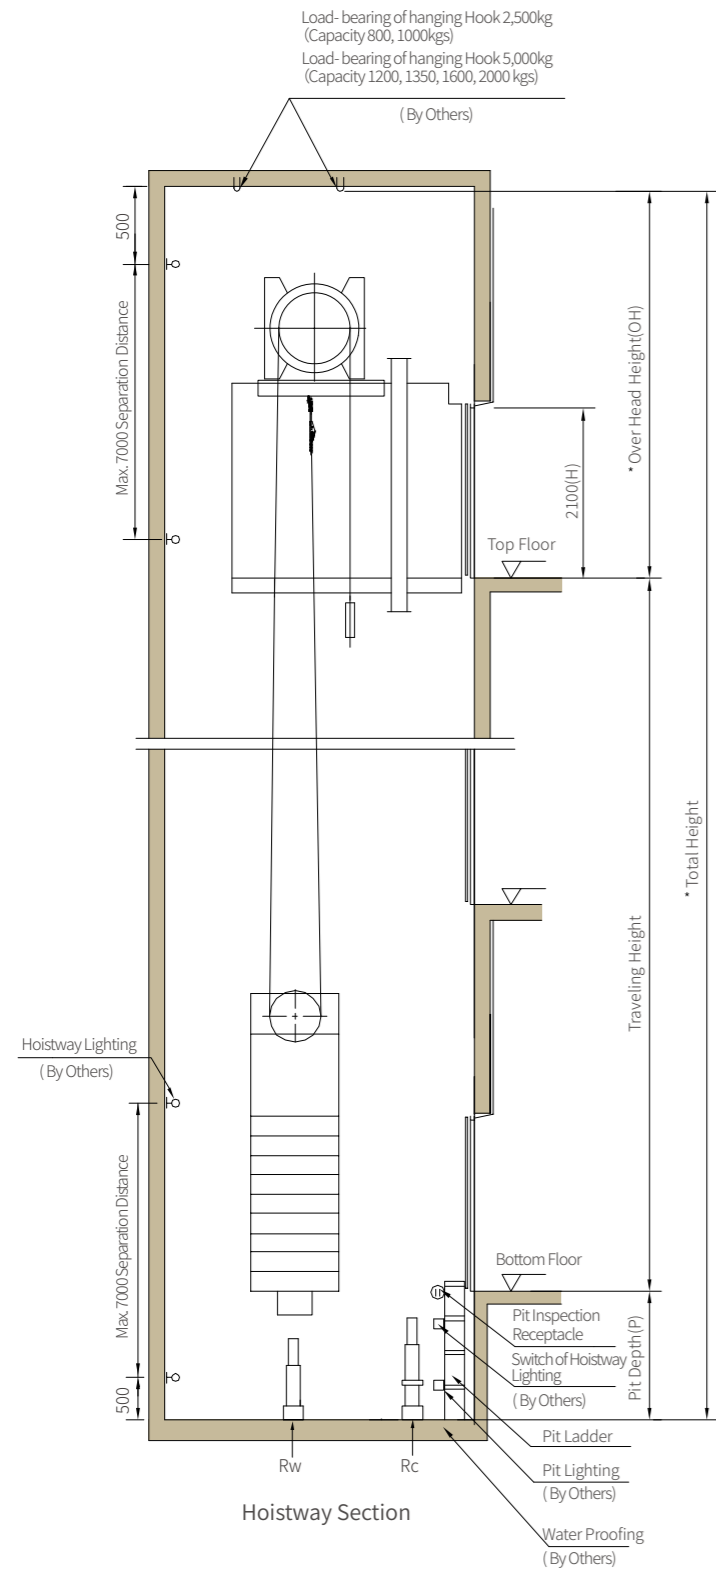 Load- bearing of hanging Hook 2,500kg
(Capacity 800, 1000kgs)
Load- bearing of hanging Hook 5,000kg
(Capacity 1200, 1350, 1600, 2000 kgs)
( By Others)
500
Max. 7000 Separation Distance
* Over Head Height(OH)
2100(H)
Top Floor
* Total Height
Traveling Height
Hoistway Lighting
( By Others)
Max. 7000 Separation Distance
500
Bottom Floor
Pit Inspection
Receptacle
Switch of Hoistway
Lighting
( By Others)
Pit Depth(P)
Pit Ladder
Pit Lighting
( By Others)
Rw
Rc
Hoistway Section
Water Proofing
( By Others)